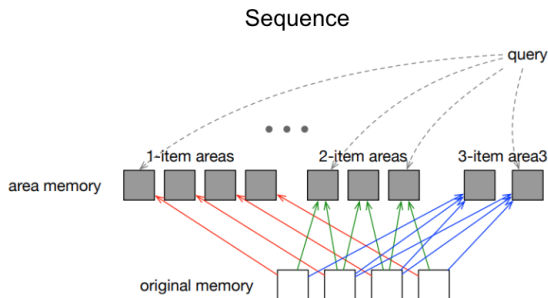 Sequence
query
1-item areas 2-item areas 3-item area3
area memory
original memory